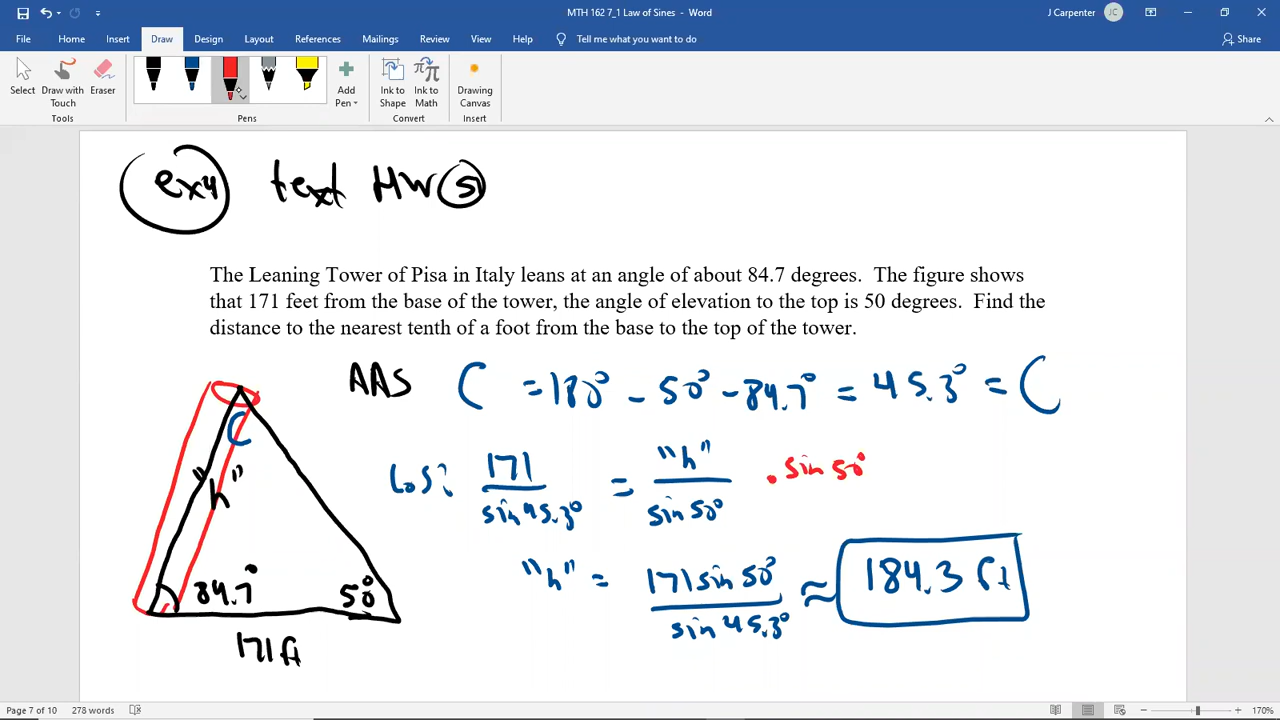 MTH 162 7_1 Law of Sines - Word
J Carpenter JC
File Home Insert Draw Design Layout References Mailings Review View Help Tell me what you want to do Share
Select Draw with Touch Eraser Add Pen Ink to Shape Ink to Math Drawing Canvas
Tools Pens Convert Insert
ex4 text HW 51
The Leaning Tower of Pisa in Italy leans at an angle of about 84.7 degrees. The figure shows
that 171 feet from the base of the tower, the angle of elevation to the top is 50 degrees. Find the
distance to the nearest tenth of a foot from the base to the top of the tower.
AAS C = 180° - 50° - 84.7° = 45.3° = C
C
"h"
84.7° 50°
171 ft
LoS: 171 / sin 45.3° = "h" / sin 50° · sin 50°
"h" = 171 sin 50° / sin 45.3° ≈ 184.3 ft
Page 7 of 10 278 words 170%